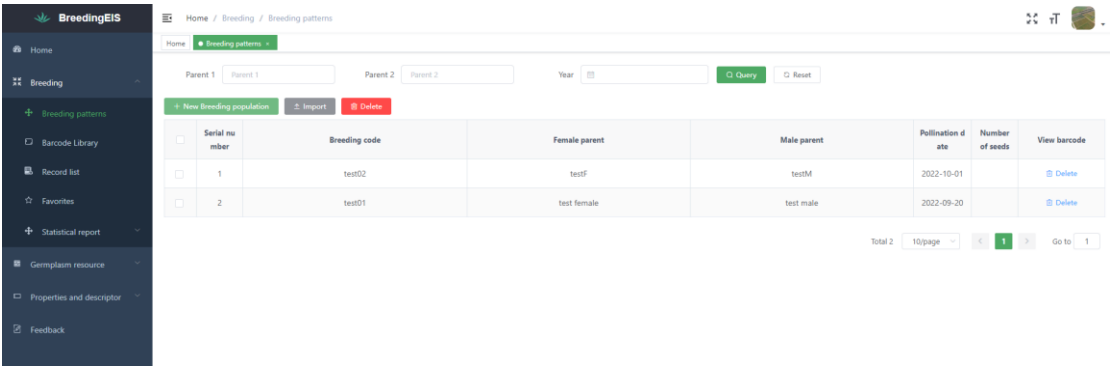 BreedingEIS
Home / Breeding / Breeding patterns
Home
Breeding patterns ×
Home
Breeding
Breeding patterns
Barcode Library
Record list
Favorites
Statistical report
Germplasm resource
Properties and descriptor
Feedback
Parent 1 Parent 1 Parent 2 Parent 2 Year Query Reset
+ New Breeding population Import Delete
Serial nu
mber Breeding code Female parent Male parent Pollination d
ate Number
of seeds View barcode
1 test02 testF testM 2022-10-01 Delete
2 test01 test female test male 2022-09-20 Delete
Total 2 10/page < 1 > Go to 1